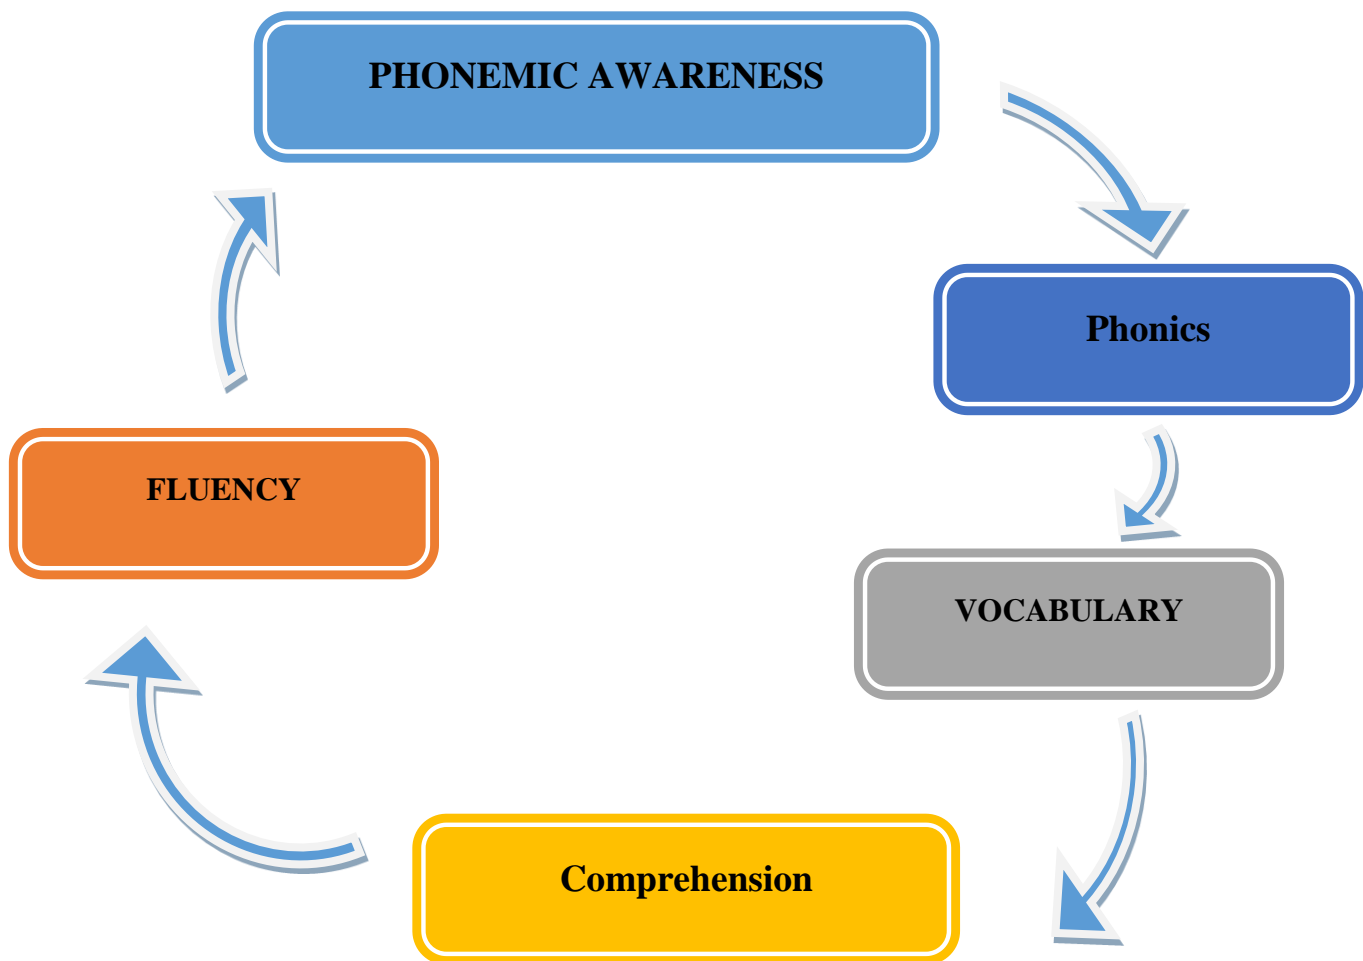 PHONEMIC AWARENESS
Phonics
VOCABULARY
Comprehension
FLUENCY